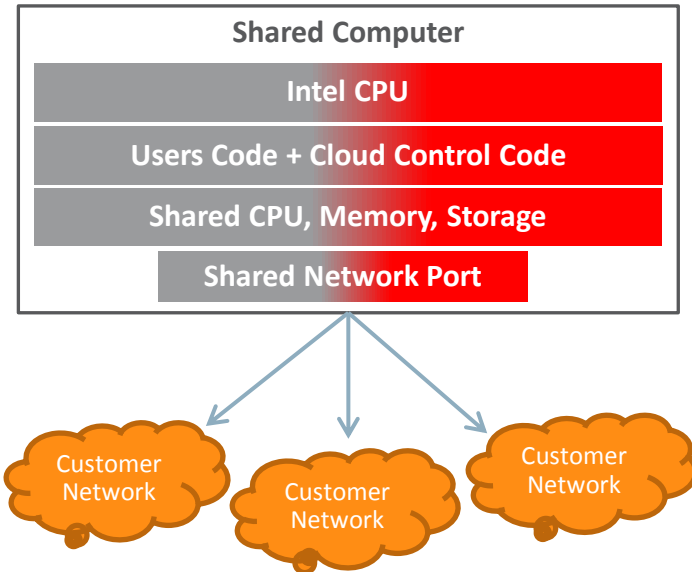 Shared Computer
Intel CPU
Users Code + Cloud Control Code
Shared CPU, Memory, Storage
Shared Network Port
Customer
Network
Customer
Network
Customer
Network